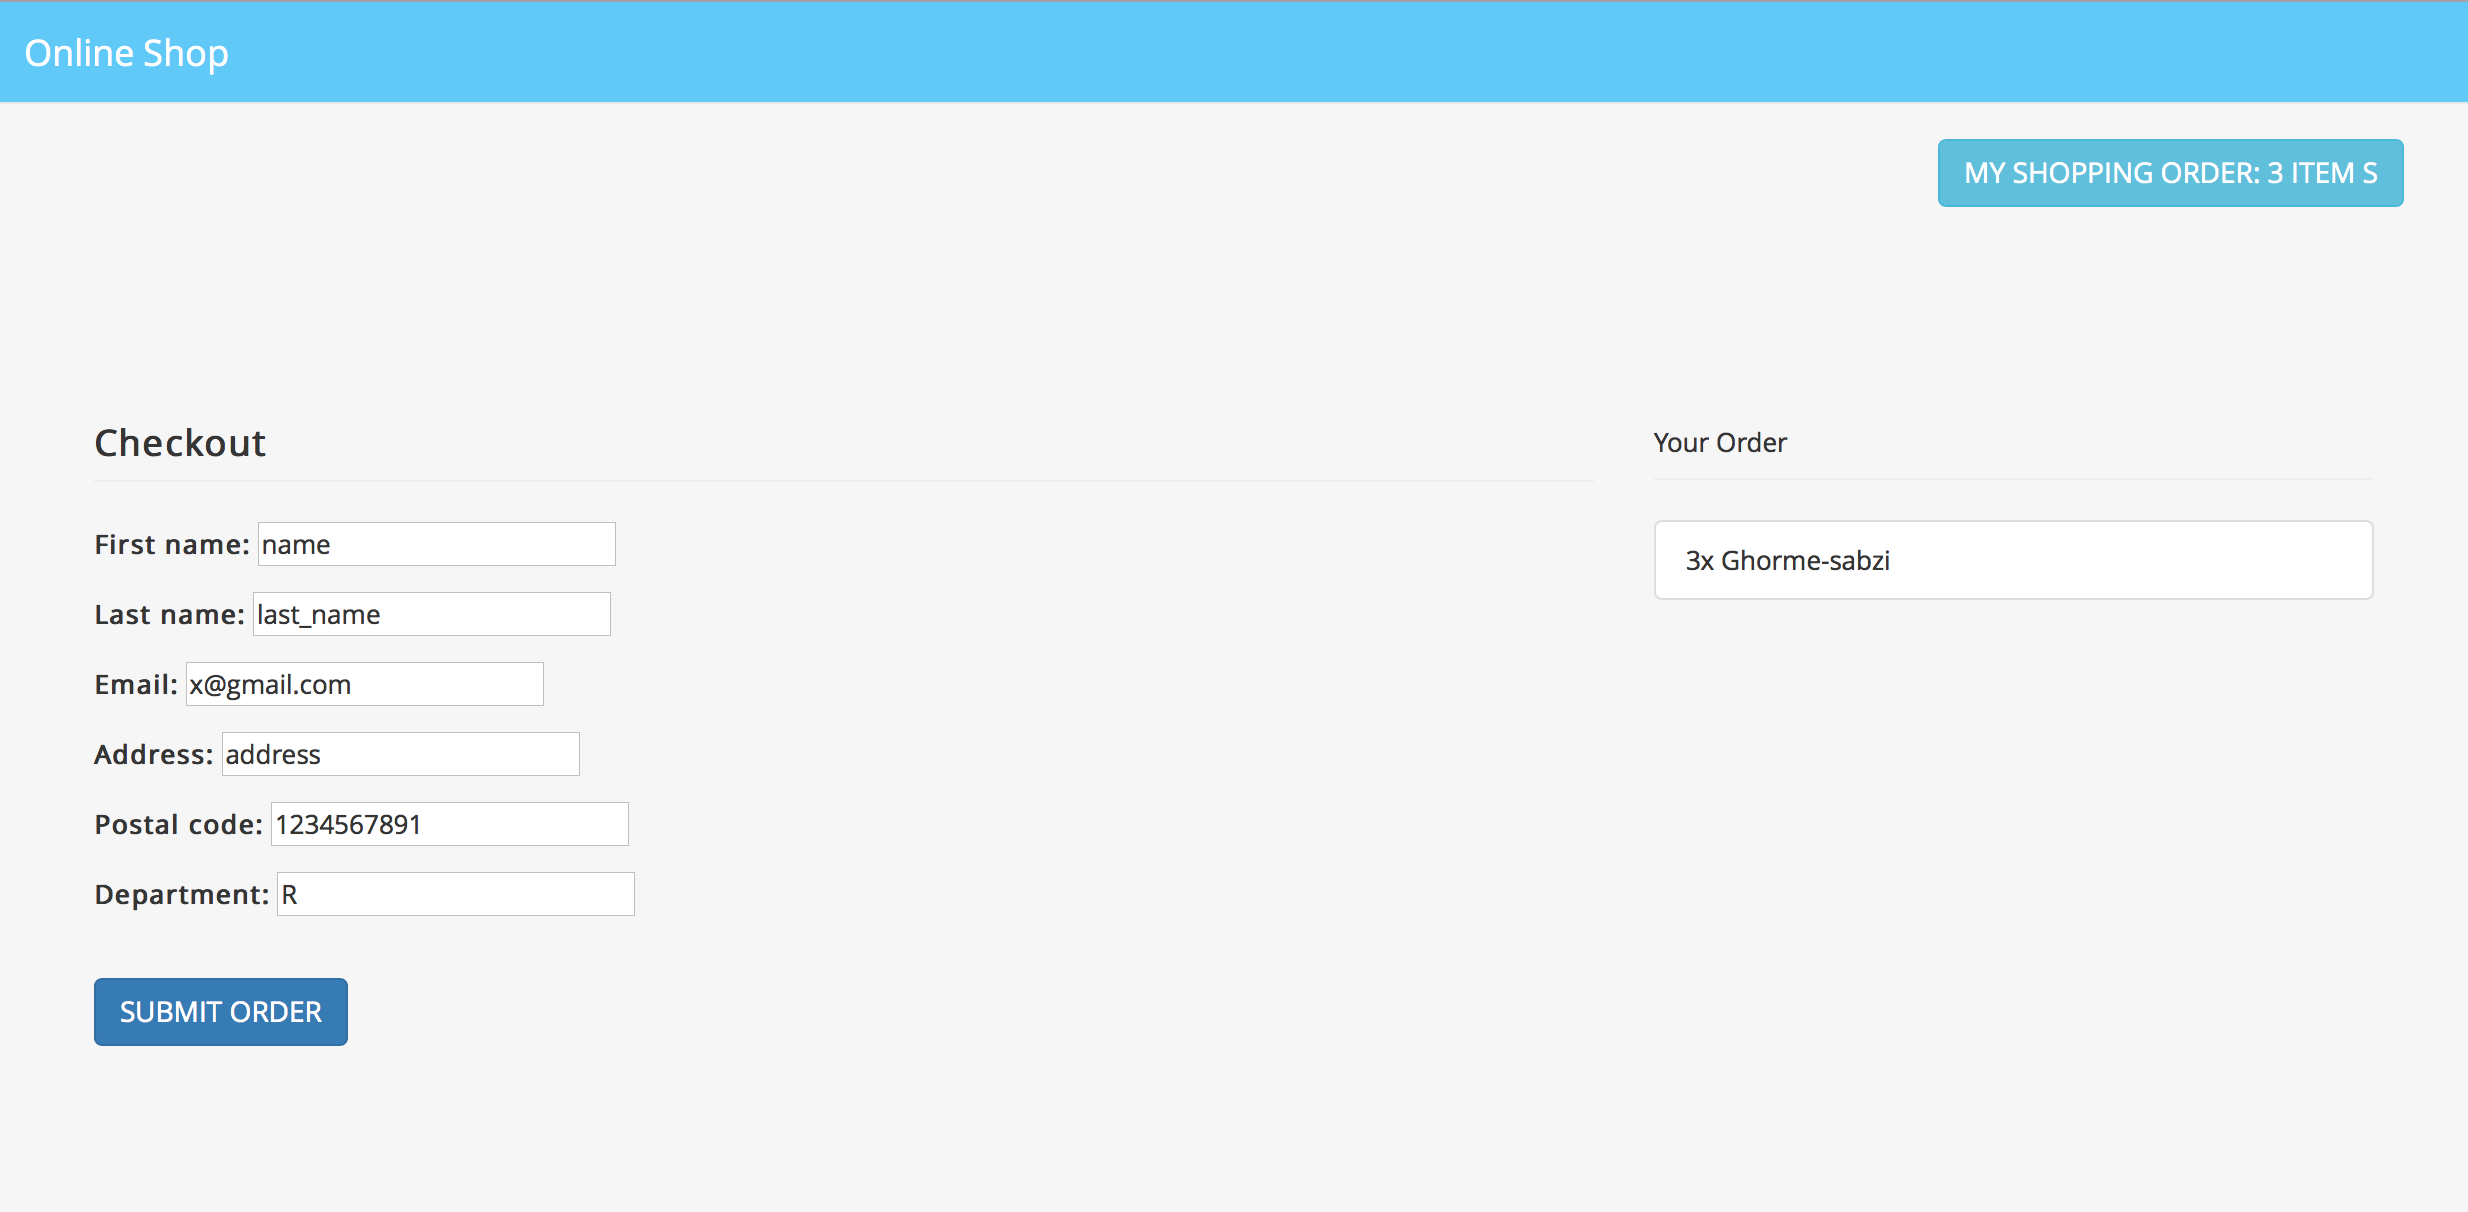 Online Shop
MY SHOPPING ORDER: 3 ITEM S
Checkout
First name: name
Last name: last_name
Email: x@gmail.com
Address: address
Postal code: 1234567891
Department: R
SUBMIT ORDER
Your Order
3x Ghorme-sabzi